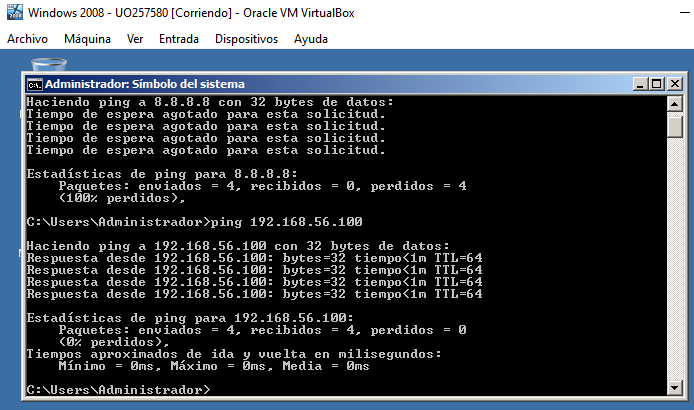 Windows 2008 - UO257580 [Corriendo] - Oracle VM VirtualBox
Archivo Máquina Ver Entrada Dispositivos Ayuda
Administrador: Símbolo del sistema
Haciendo ping a 8.8.8.8 con 32 bytes de datos:
Tiempo de espera agotado para esta solicitud.
Tiempo de espera agotado para esta solicitud.
Tiempo de espera agotado para esta solicitud.
Tiempo de espera agotado para esta solicitud.
Estadísticas de ping para 8.8.8.8:
Paquetes: enviados = 4, recibidos = 0, perdidos = 4
(100% perdidos),
C:\Users\Administrador>ping 192.168.56.100
Haciendo ping a 192.168.56.100 con 32 bytes de datos:
Respuesta desde 192.168.56.100: bytes=32 tiempo<1m TTL=64
Respuesta desde 192.168.56.100: bytes=32 tiempo<1m TTL=64
Respuesta desde 192.168.56.100: bytes=32 tiempo<1m TTL=64
Respuesta desde 192.168.56.100: bytes=32 tiempo<1m TTL=64
Estadísticas de ping para 192.168.56.100:
Paquetes: enviados = 4, recibidos = 4, perdidos = 0
(0% perdidos),
Tiempos aproximados de ida y vuelta en milisegundos:
Mínimo = 0ms, Máximo = 0ms, Media = 0ms
C:\Users\Administrador>